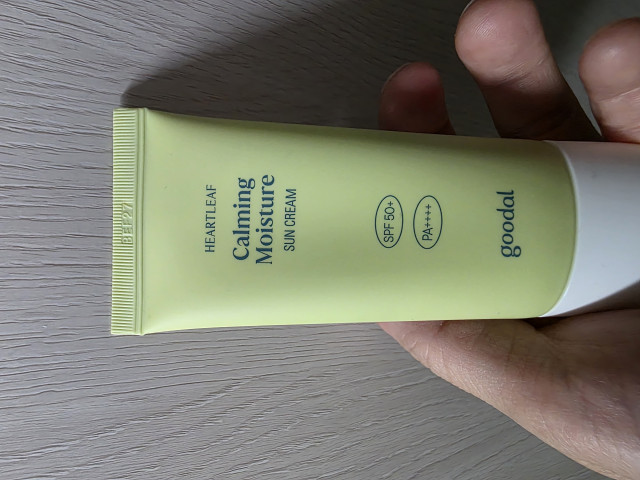 HEARTLEAF
Calming
Moisture
SUN CREAM
SPF 50+
PA++++
goodal